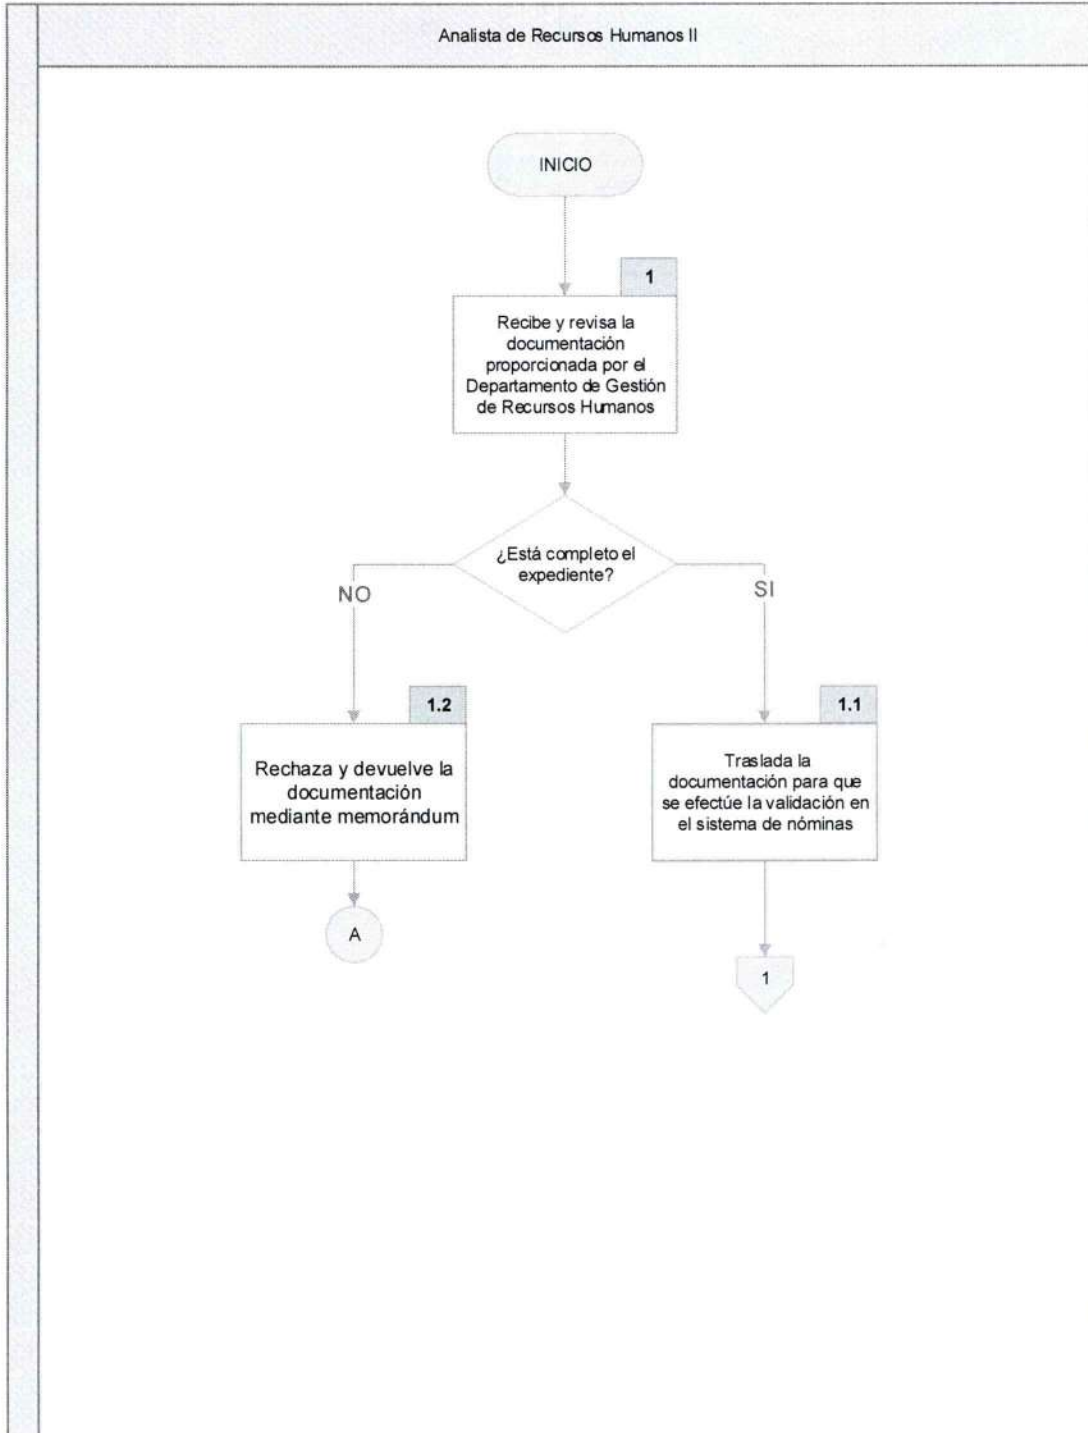 Analista de Recursos Humanos II
INICIO
1
Recibe y revisa la
documentación
proporcionada por el
Departamento de Gestión
de Recursos Humanos
¿Está completo el
expediente?
NO
SI
1.2
1.1
Rechaza y devuelve la
documentación
mediante memorándum
Traslada la
documentación para que
se efectúe la validación en
el sistema de nóminas
A
1